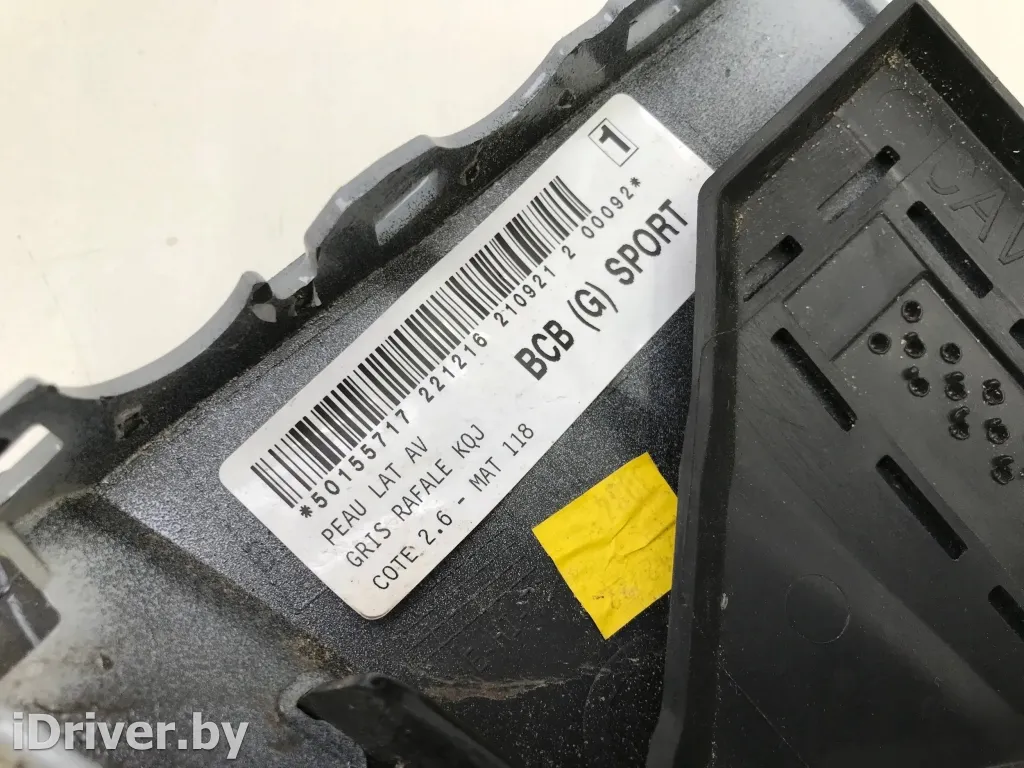 1
*50155717 221216 210921 2 00092*
BCB (G) SPORT
PEAU LAT AV
GRIS RAFALE KQJ
COTE 2.6 - MAT 118
iDriver.by